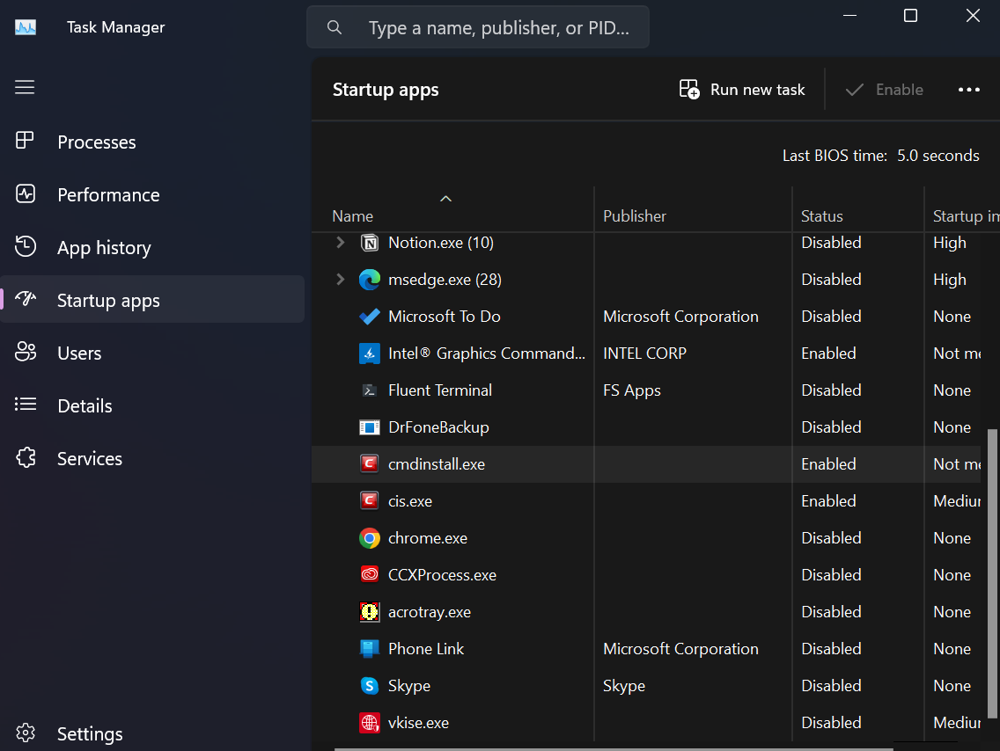 Task Manager
Type a name, publisher, or PID...
Startup apps
Run new task
Enable
Processes
Performance
App history
Startup apps
Users
Details
Services
Settings
Last BIOS time: 5.0 seconds
Name Publisher Status Startup im
Notion.exe (10) Disabled High
msedge.exe (28) Disabled High
Microsoft To Do Microsoft Corporation Disabled None
Intel® Graphics Command... INTEL CORP Enabled Not me
Fluent Terminal FS Apps Disabled None
DrFoneBackup Disabled None
cmdinstall.exe Enabled Not me
cis.exe Enabled Medium
chrome.exe Disabled None
CCXProcess.exe Disabled None
acrotray.exe Disabled None
Phone Link Microsoft Corporation Disabled None
Skype Skype Disabled None
vkise.exe Disabled Medium